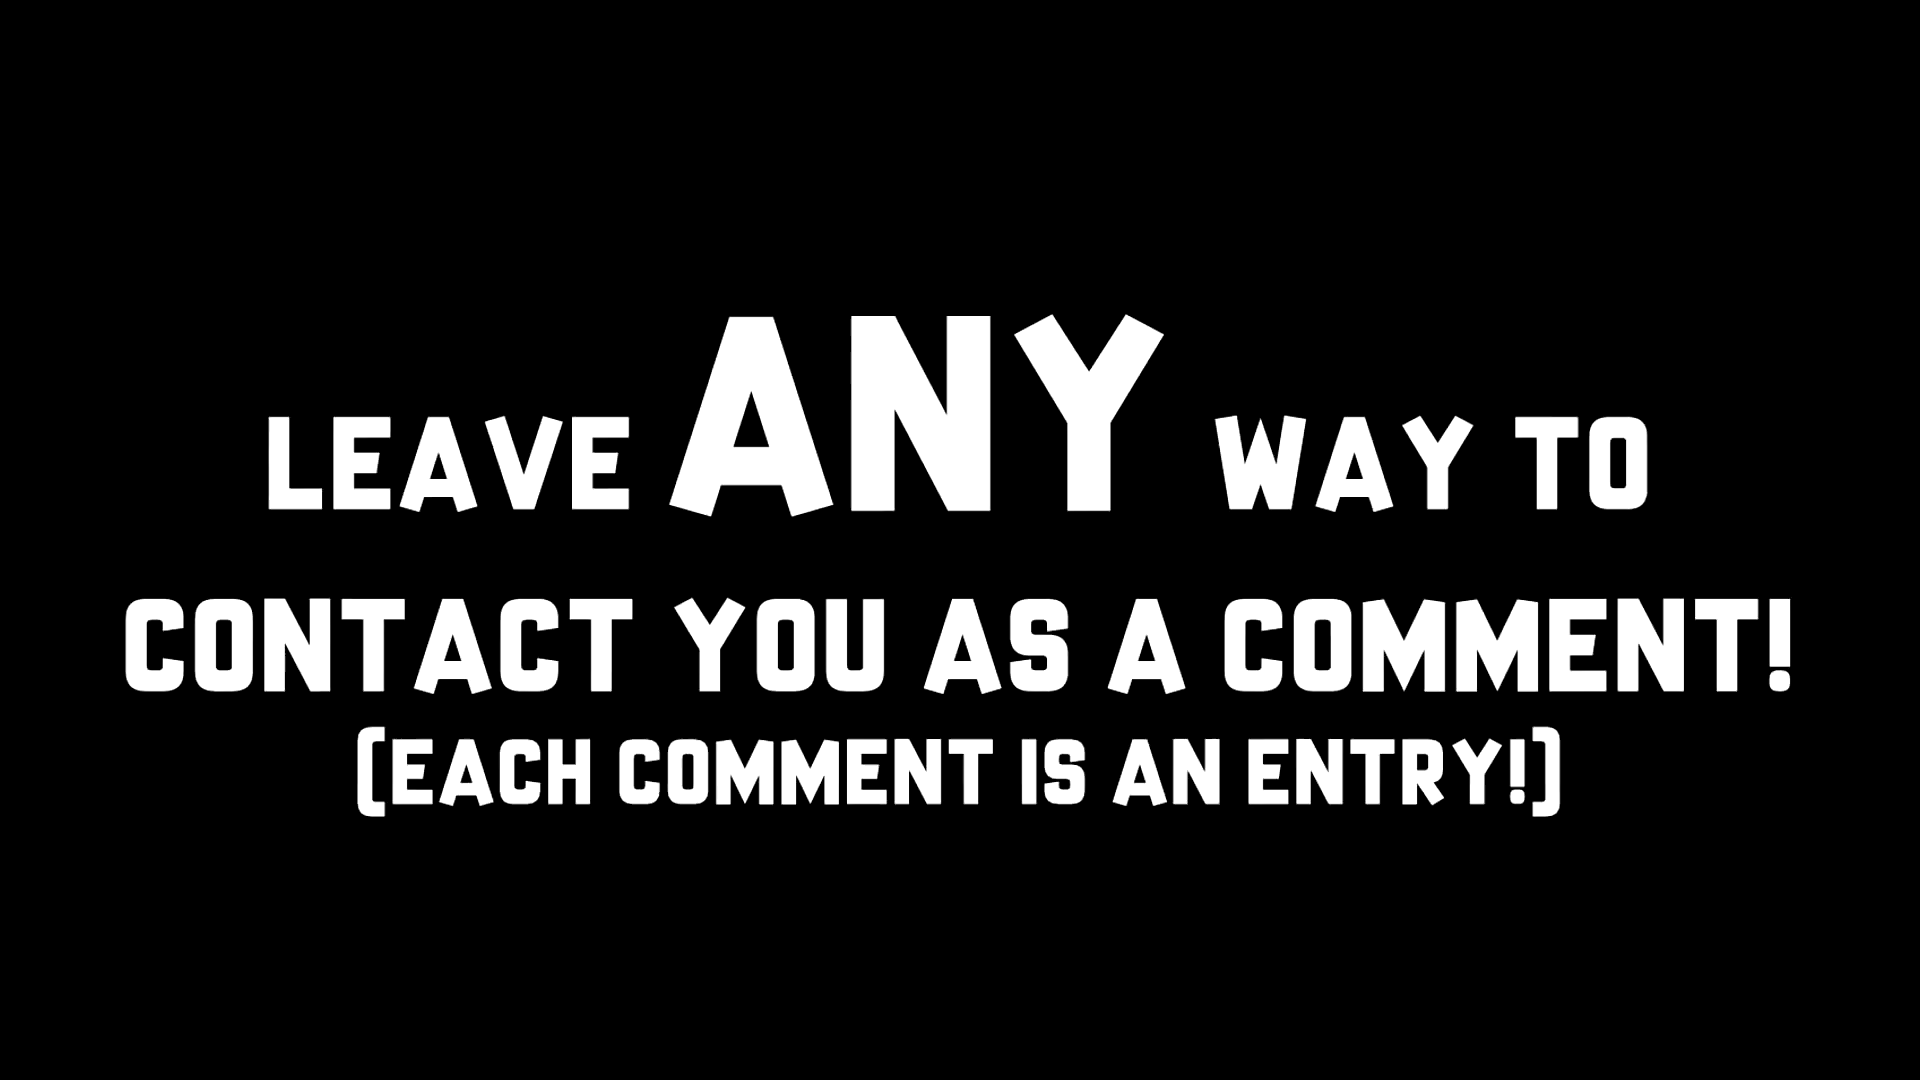 LEAVE ANY WAY TO
CONTACT YOU AS A COMMENT!
(EACH COMMENT IS AN ENTRY!)